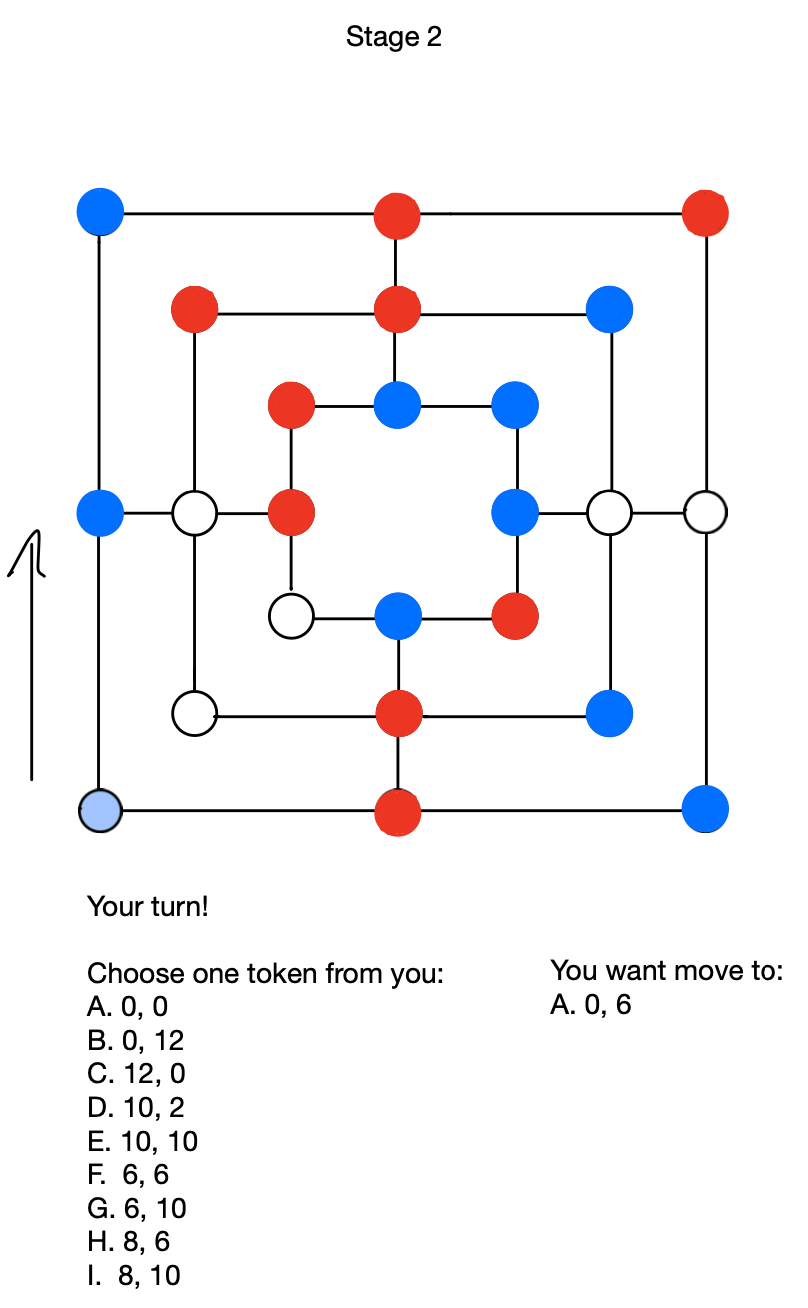 Stage 2
Your turn!
Choose one token from you:
A. 0, 0
B. 0, 12
C. 12, 0
D. 10, 2
E. 10, 10
F. 6, 6
G. 6, 10
H. 8, 6
I. 8, 10
You want move to:
A. 0, 6